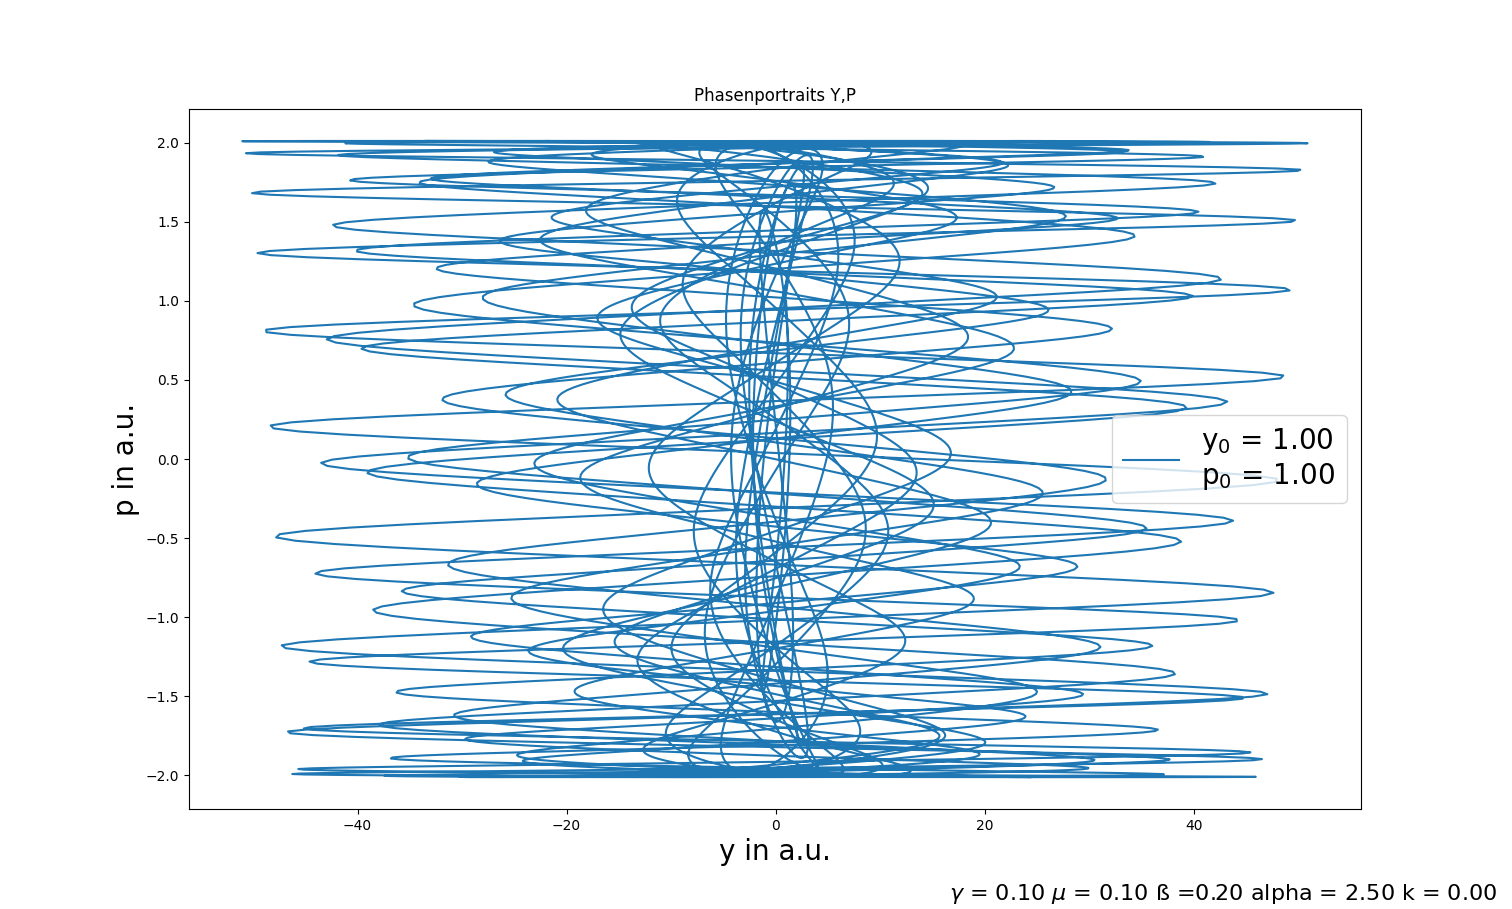 Phasenportraits Y,P
2.0
1.5
1.0
0.5
0.0
−0.5
−1.0
−1.5
−2.0
p in a.u.
y₀ = 1.00
p₀ = 1.00
−40 −20 0 20 40
y in a.u.
γ = 0.10 μ = 0.10 ß =0.20 alpha = 2.50 k = 0.00